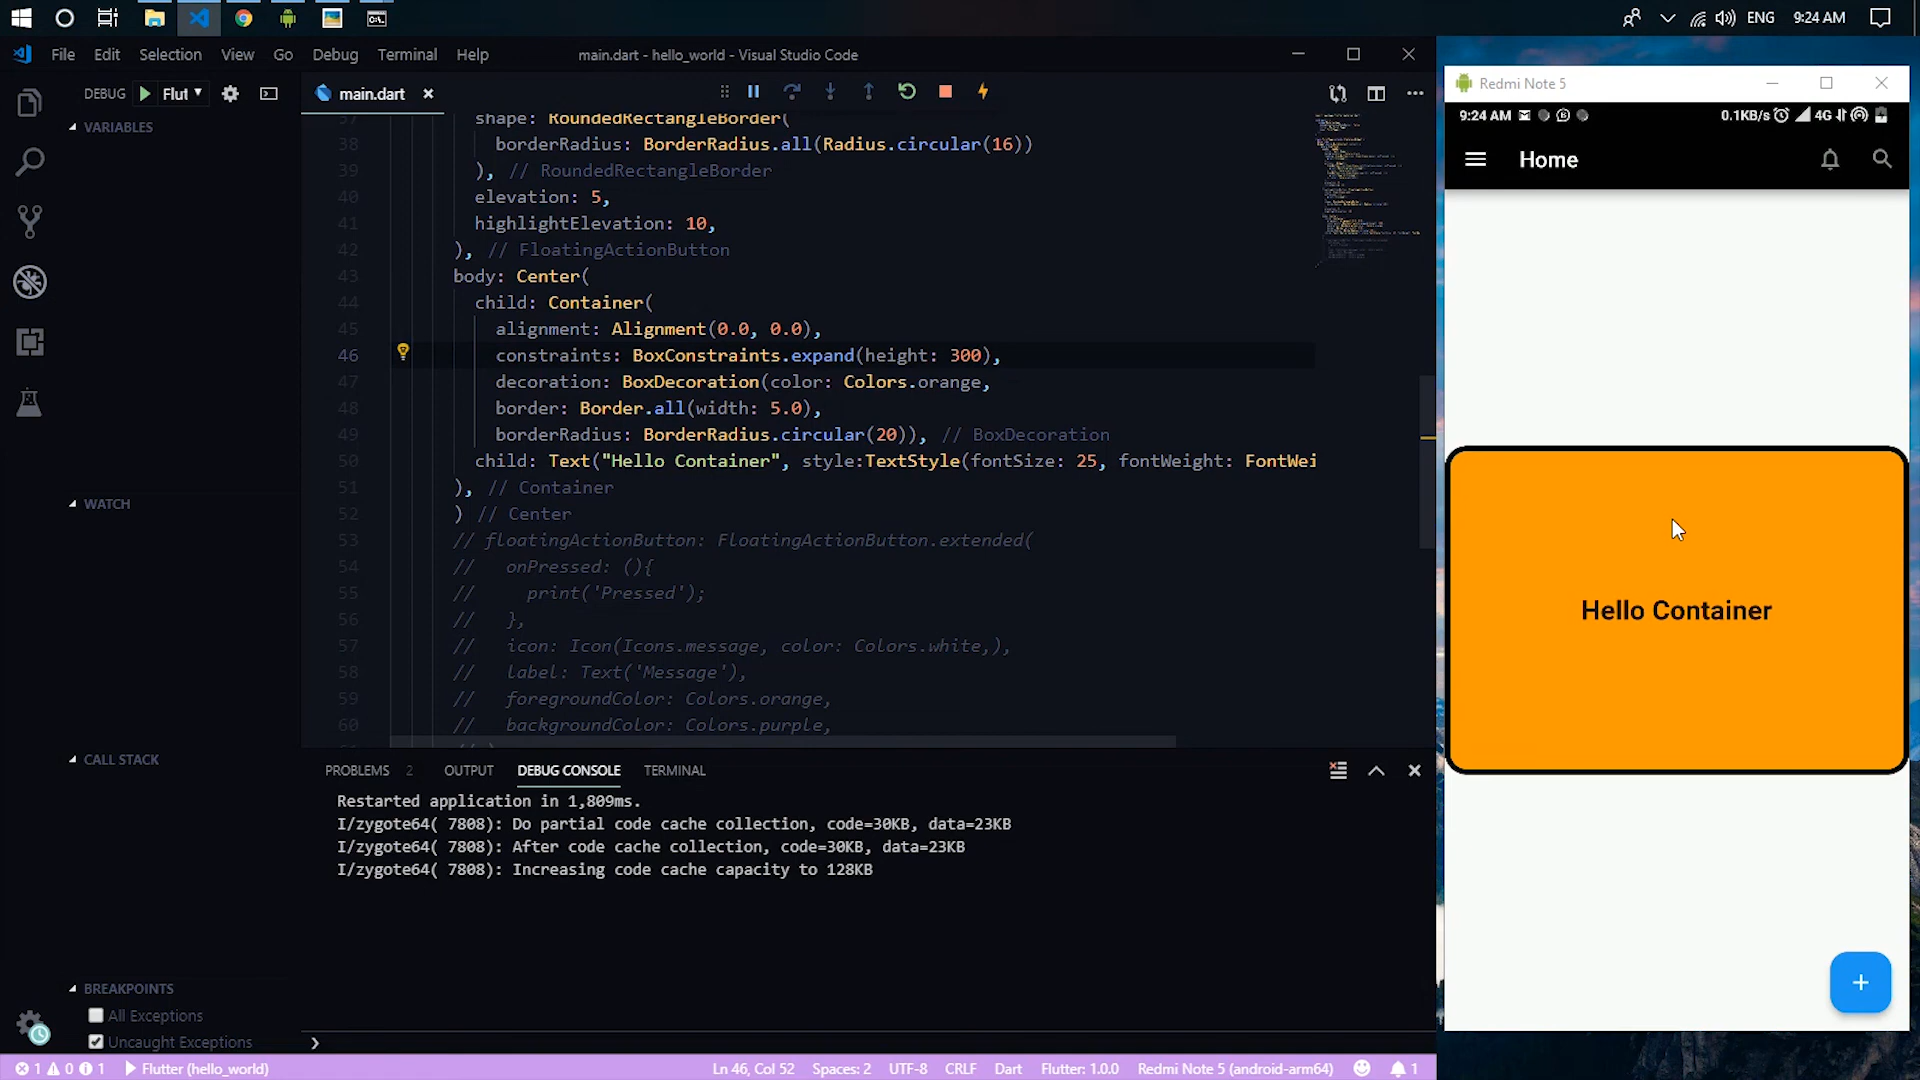 ENG 9:24 AM
File Edit Selection View Go Debug Terminal Help
main.dart - hello_world - Visual Studio Code
DEBUG Flut
main.dart
VARIABLES
shape: RoundedRectangleBorder(
38 borderRadius: BorderRadius.all(Radius.circular(16))
39 ), // RoundedRectangleBorder
40 elevation: 5,
41 highlightElevation: 10,
42 ), // FloatingActionButton
43 body: Center(
44 child: Container(
45 alignment: Alignment(0.0, 0.0),
46 constraints: BoxConstraints.expand(height: 300),
47 decoration: BoxDecoration(color: Colors.orange,
48 border: Border.all(width: 5.0),
49 borderRadius: BorderRadius.circular(20)), // BoxDecoration
50 child: Text("Hello Container", style:TextStyle(fontSize: 25, fontWeight: FontWei
51 ), // Container
52 ) // Center
53 // floatingActionButton: FloatingActionButton.extended(
54 // onPressed: (){
55 // print('Pressed');
56 // },
57 // icon: Icon(Icons.message, color: Colors.white,),
58 // label: Text('Message'),
59 // foregroundColor: Colors.orange,
60 // backgroundColor: Colors.purple,
WATCH
CALL STACK
BREAKPOINTS
All Exceptions
Uncaught Exceptions
PROBLEMS 2 OUTPUT DEBUG CONSOLE TERMINAL
Restarted application in 1,809ms.
I/zygote64( 7808): Do partial code cache collection, code=30KB, data=23KB
I/zygote64( 7808): After code cache collection, code=30KB, data=23KB
I/zygote64( 7808): Increasing code cache capacity to 128KB
1 0 1 Flutter (hello_world)
Ln 46, Col 52 Spaces: 2 UTF-8 CRLF Dart Flutter: 1.0.0 Redmi Note 5 (android-arm64) 1
Redmi Note 5
9:24 AM 0.1KB/s 4G
Home
Hello Container